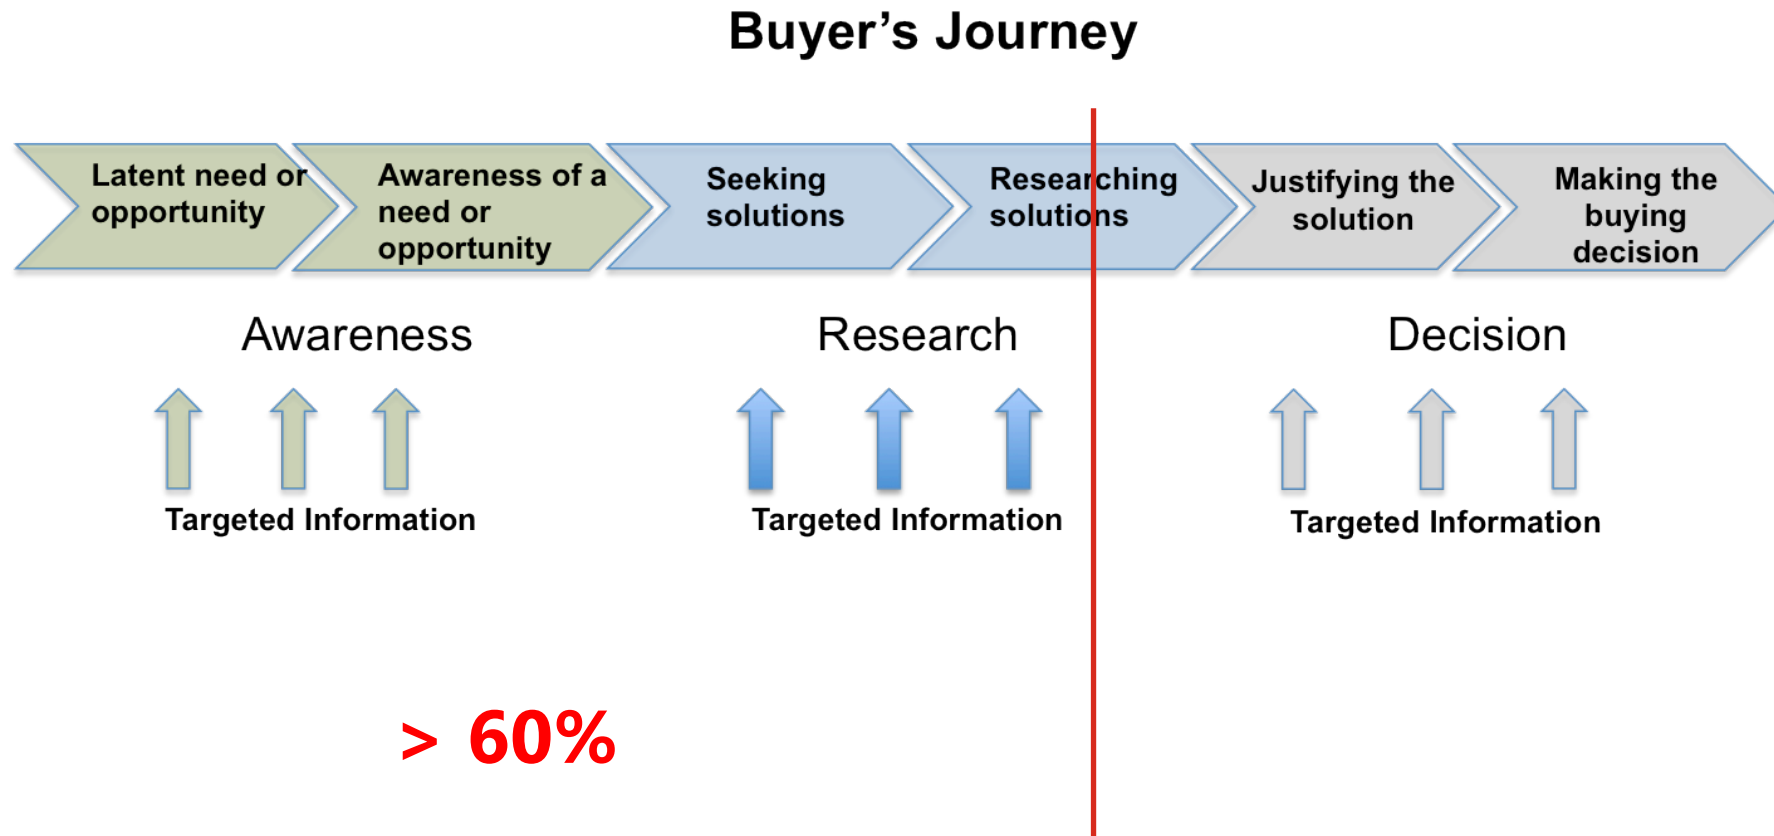 Buyer’s Journey
Latent need or
opportunity
Awareness of a
need or
opportunity
Seeking
solutions
Researching
solutions
Justifying the
solution
Making the
buying
decision
Awareness
Research
Decision
Targeted Information
Targeted Information
Targeted Information
> 60%